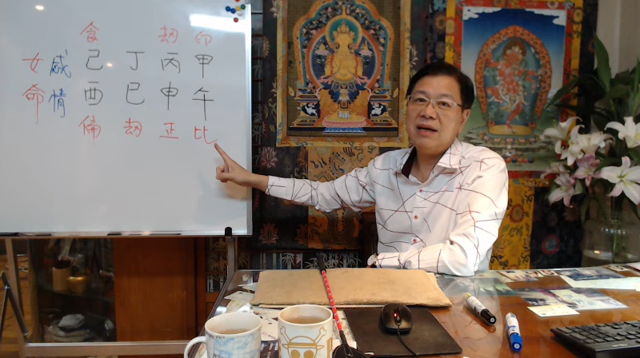 食 劫 印
女 感 己 丁 丙 甲
命 情 酉 巳 申 午
偏 劫 正 比